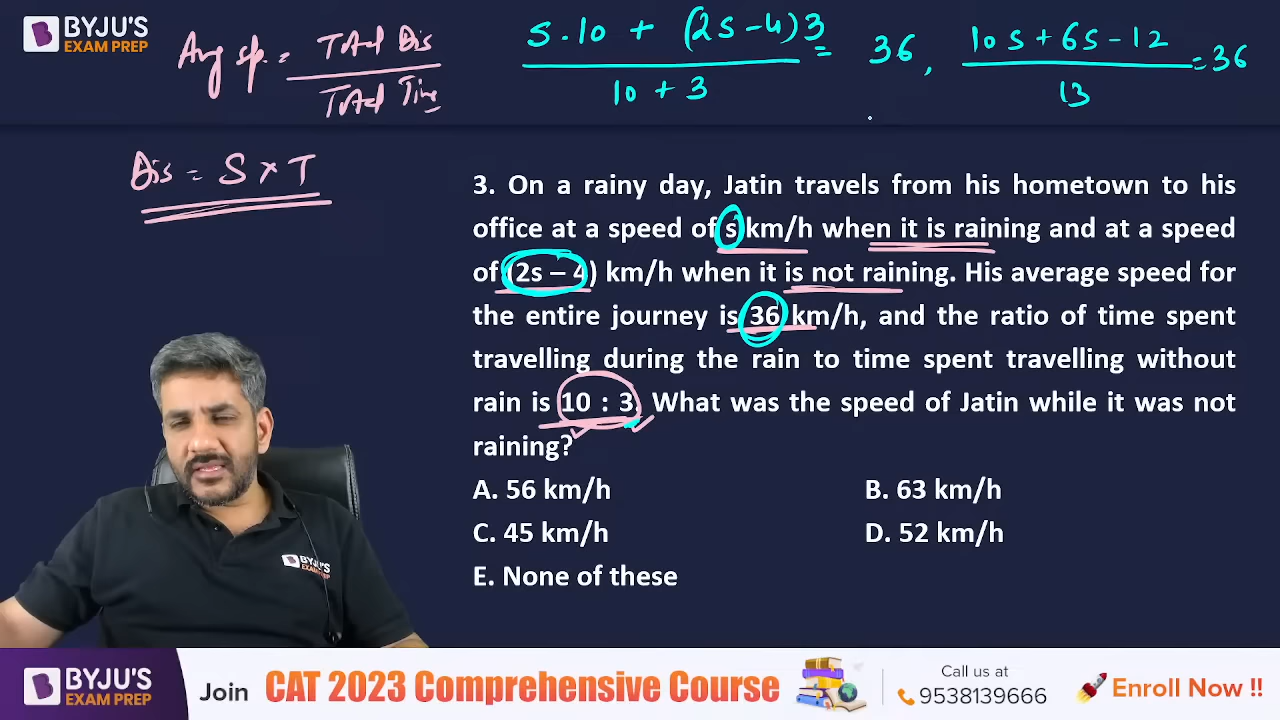 BYJU'S
EXAM PREP
Avg sp. = Total Dis
Total Time
s.10 + (2s-4)3 = 36, 10s+6s-12 = 36
10 + 3
13
Dis = S × T
3. On a rainy day, Jatin travels from his hometown to his
office at a speed of s km/h when it is raining and at a speed
of (2s – 4) km/h when it is not raining. His average speed for
the entire journey is 36 km/h, and the ratio of time spent
travelling during the rain to time spent travelling without
rain is 10 : 3. What was the speed of Jatin while it was not
raining?
A. 56 km/h
B. 63 km/h
C. 45 km/h
D. 52 km/h
E. None of these
BYJU'S
EXAM PREP
BYJU'S
EXAM PREP
Join CAT 2023 Comprehensive Course
Call us at
9538139666
Enroll Now !!